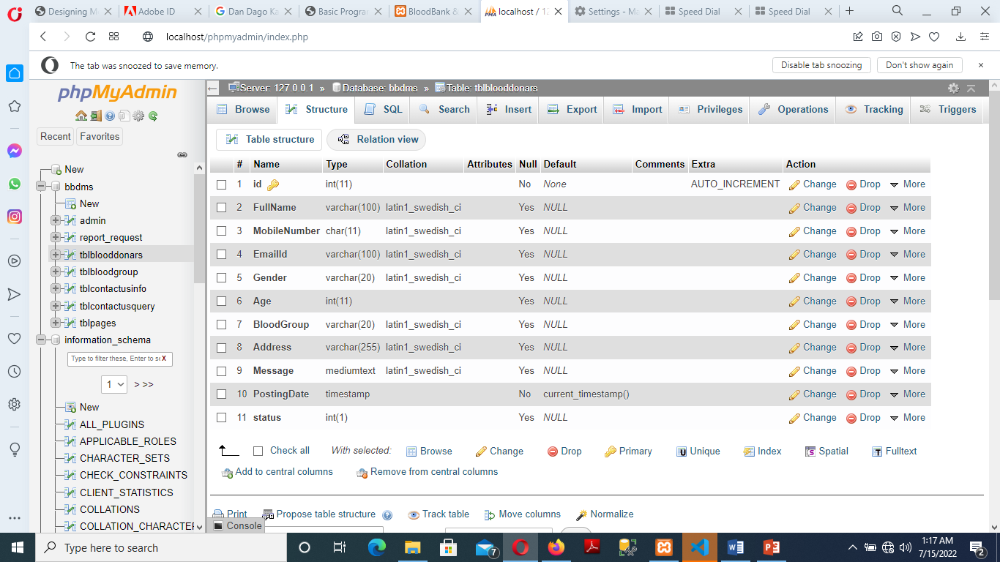 Designing M
Adobe ID
Dan Dago Ka
Basic Progran
BloodBank &
localhost / 12
Settings - Ma
Speed Dial
Speed Dial
localhost/phpmyadmin/index.php
The tab was snoozed to save memory.
Disable tab snoozing
Don't show again
phpMyAdmin
Recent
Favorites
New
bbdms
New
admin
report_request
tblblooddonars
tblbloodgroup
tblcontactusinfo
tblcontactusquery
tblpages
information_schema
Type to filter these, Enter to se X
1 > >>
New
ALL_PLUGINS
APPLICABLE_ROLES
CHARACTER_SETS
CHECK_CONSTRAINTS
CLIENT_STATISTICS
COLLATIONS
COLLATION_CHARACTER
Server: 127.0.0.1 » Database: bbdms » Table: tblblooddonars
Browse Structure SQL Search Insert Export Import Privileges Operations Tracking Triggers
Table structure Relation view
# Name Type Collation Attributes Null Default Comments Extra Action
1 id int(11) No None AUTO_INCREMENT Change Drop More
2 FullName varchar(100) latin1_swedish_ci Yes NULL Change Drop More
3 MobileNumber char(11) latin1_swedish_ci Yes NULL Change Drop More
4 EmailId varchar(100) latin1_swedish_ci Yes NULL Change Drop More
5 Gender varchar(20) latin1_swedish_ci Yes NULL Change Drop More
6 Age int(11) Yes NULL Change Drop More
7 BloodGroup varchar(20) latin1_swedish_ci Yes NULL Change Drop More
8 Address varchar(255) latin1_swedish_ci Yes NULL Change Drop More
9 Message mediumtext latin1_swedish_ci Yes NULL Change Drop More
10 PostingDate timestamp No current_timestamp() Change Drop More
11 status int(1) Yes NULL Change Drop More
Check all With selected: Browse Change Drop Primary Unique Index Spatial Fulltext
Add to central columns Remove from central columns
Print Propose table structure Track table Move columns Normalize
Console
Type here to search
7
1:17 AM
7/15/2022
2